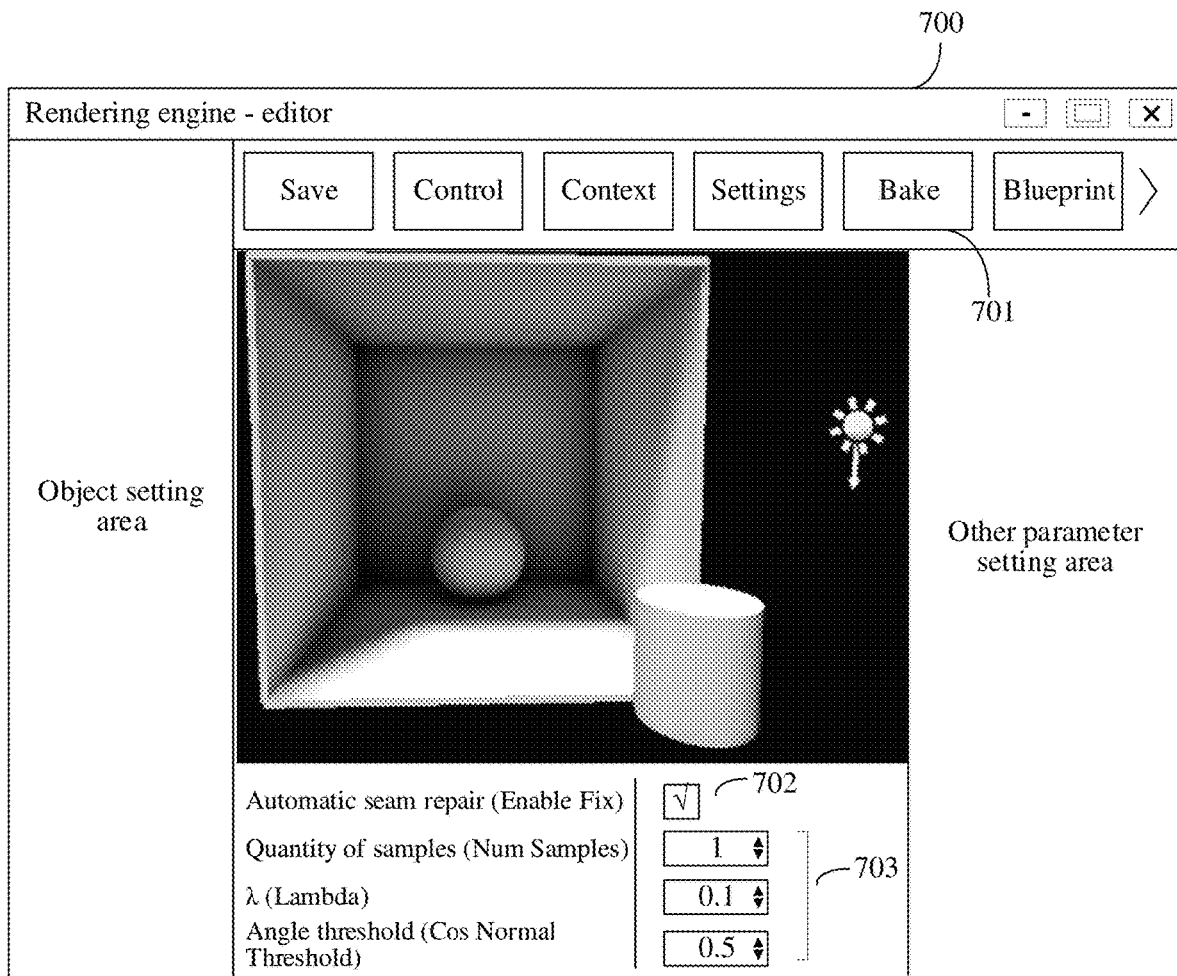 700
Rendering engine - editor
Save
Control
Context
Settings
Bake
Blueprint
701
Object setting
area
Other parameter
setting area
Automatic seam repair (Enable Fix)
√
702
Quantity of samples (Num Samples)
1
λ (Lambda)
0.1
703
Angle threshold (Cos Normal
Threshold)
0.5